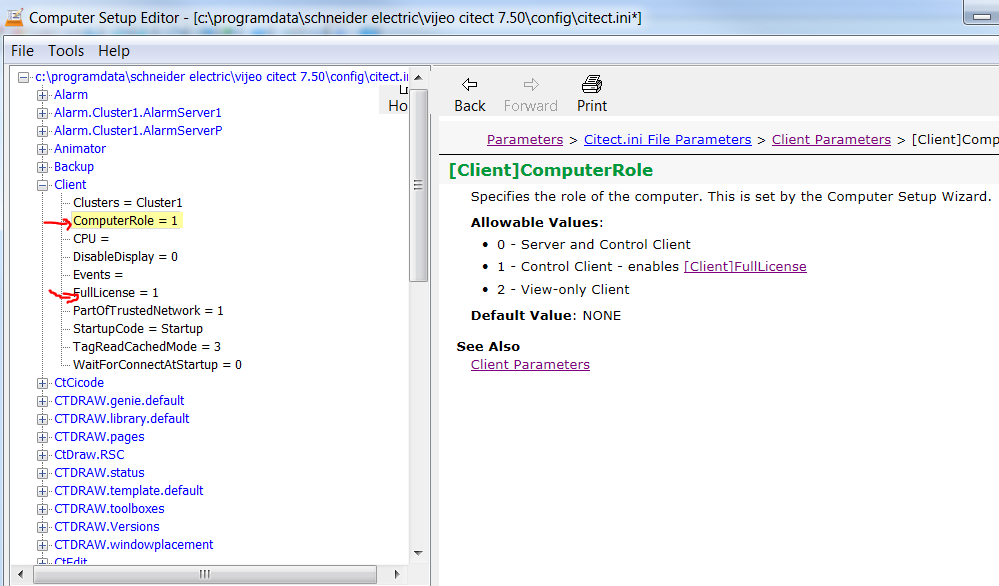 Computer Setup Editor - [c:\programdata\schneider electric\vijeo citect 7.50\config\citect.ini*]
File Tools Help
c:\programdata\schneider electric\vijeo citect 7.50\config\citect.in
Alarm
Alarm.Cluster1.AlarmServer1
Alarm.Cluster1.AlarmServerP
Animator
Backup
Client
Clusters = Cluster1
ComputerRole = 1
CPU =
DisableDisplay = 0
Events =
FullLicense = 1
PartOfTrustedNetwork = 1
StartupCode = Startup
TagReadCachedMode = 3
WaitForConnectAtStartup = 0
CtCicode
CTDRAW.genie.default
CTDRAW.library.default
CTDRAW.pages
CtDraw.RSC
CTDRAW.status
CTDRAW.template.default
CTDRAW.toolboxes
CTDRAW.Versions
CTDRAW.windowplacement
CtEdit
Ho
Back Forward Print
Parameters > Citect.ini File Parameters > Client Parameters > [Client]Comp
[Client]ComputerRole
Specifies the role of the computer. This is set by the Computer Setup Wizard.
Allowable Values:
• 0 - Server and Control Client
• 1 - Control Client - enables [Client]FullLicense
• 2 - View-only Client
Default Value: NONE
See Also
Client Parameters